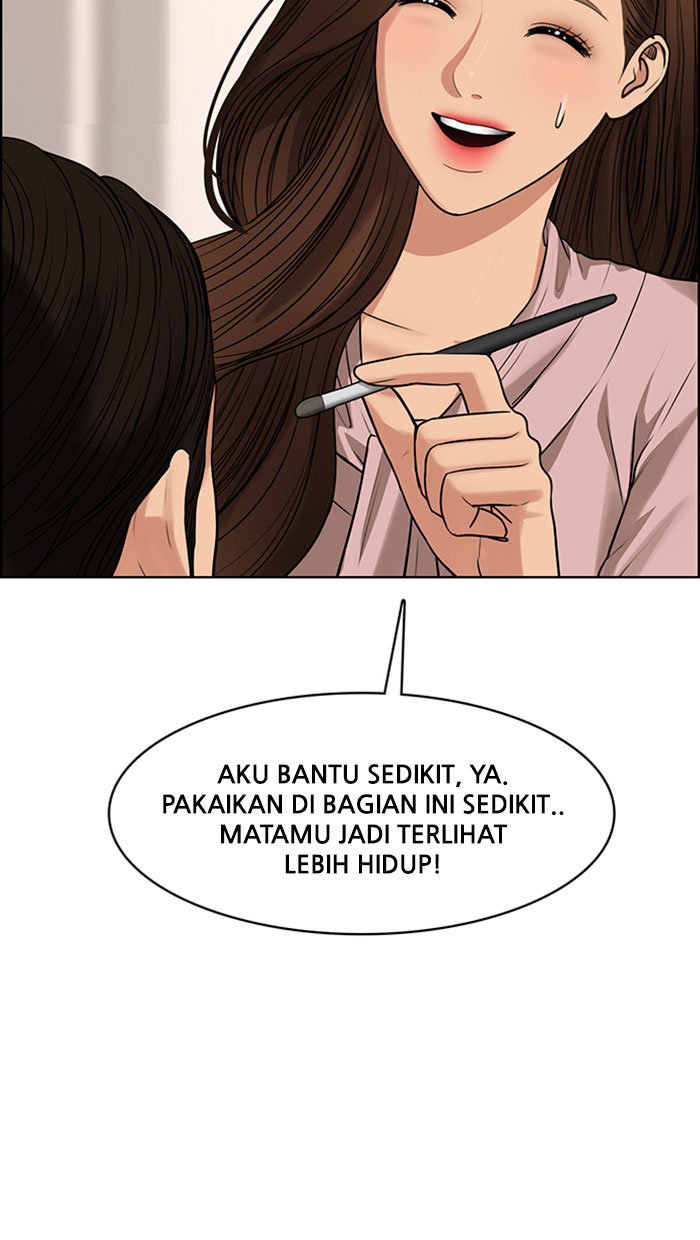 AKU BANTU SEDIKIT, YA.
PAKAIKAN DI BAGIAN INI SEDIKIT..
MATAMU JADI TERLIHAT
LEBIH HIDUP!